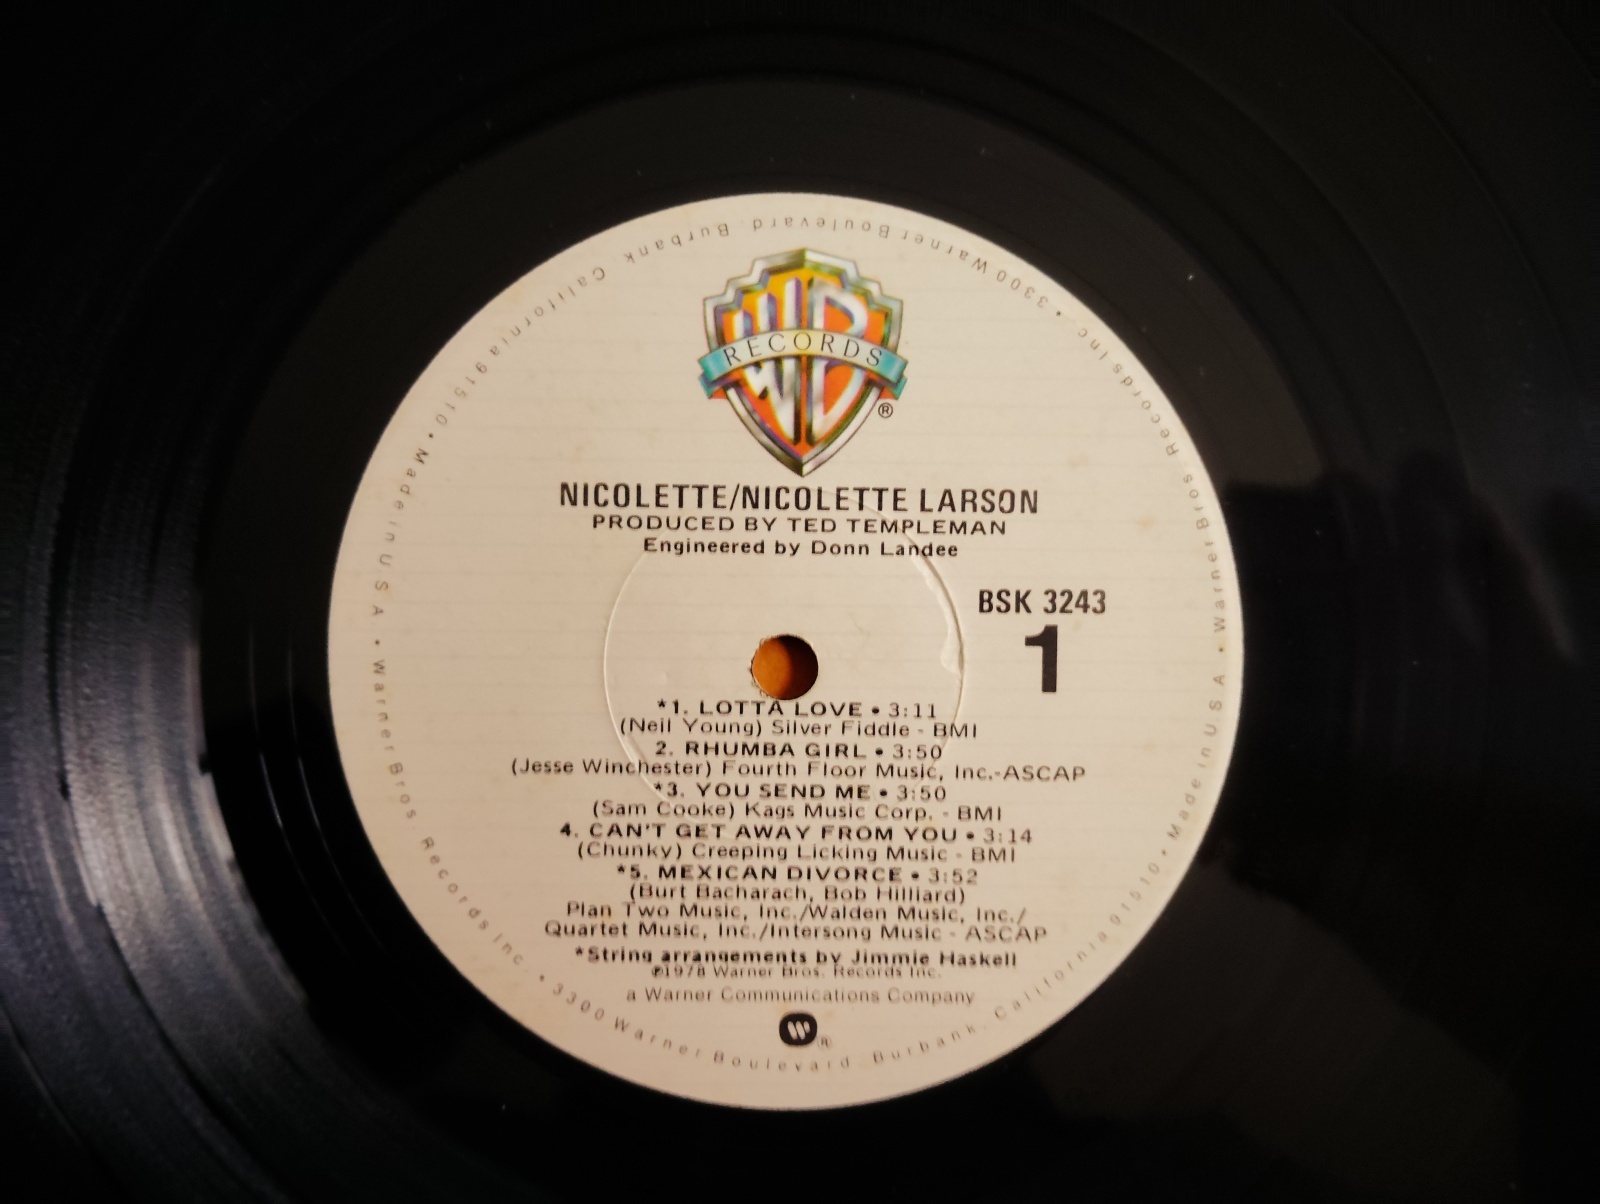 WB
RECORDS
®
NICOLETTE/NICOLETTE LARSON
PRODUCED BY TED TEMPLEMAN
Engineered by Donn Landee
BSK 3243
1
*1. LOTTA LOVE • 3:11
(Neil Young) Silver Fiddle - BMI
2. RHUMBA GIRL • 3:50
(Jesse Winchester) Fourth Floor Music, Inc.-ASCAP
*3. YOU SEND ME • 3:50
(Sam Cooke) Kags Music Corp. - BMI
4. CAN'T GET AWAY FROM YOU • 3:14
(Chunky) Creeping Licking Music - BMI
*5. MEXICAN DIVORCE • 3:52
(Burt Bacharach, Bob Hilliard)
Plan Two Music, Inc./Walden Music, Inc./
Quartet Music, Inc./Intersong Music - ASCAP
*String arrangements by Jimmie Haskell
℗1978 Warner Bros. Records Inc.
a Warner Communications Company
W ®
Warner Bros. Records Inc. • 3300 Warner Boulevard, Burbank, California 91510 • Made in U S A •
Warner Bros. Records Inc. • 3300 Warner Boulevard, Burbank, California 91510 • Made in U S A •